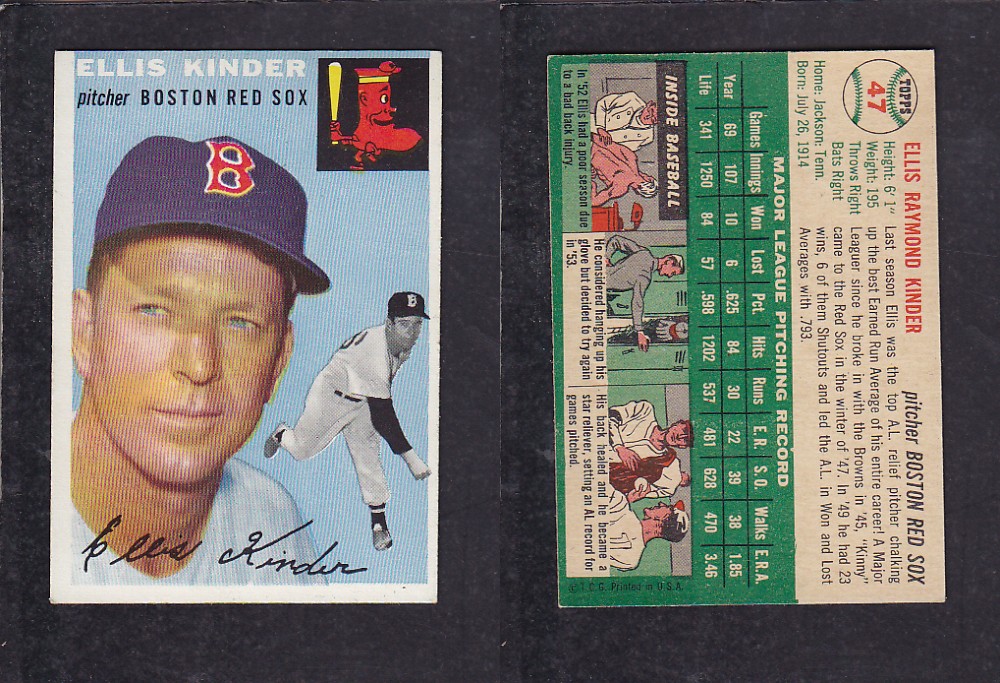 ELLIS KINDER
pitcher BOSTON RED SOX
B
B
Ellis Kinder
TOPPS
47
ELLIS RAYMOND KINDER pitcher BOSTON RED SOX
Height: 6' 1"
Weight: 195
Throws Right
Bats Right
Home: Jackson, Tenn.
Born: July 26, 1914
Last season Ellis was the top A.L. relief pitcher chalking
up the best Earned Run Average of his entire career! A Major
Leaguer since he broke in with the Browns in '45, "Kinny"
came to the Red Sox in the winter of '47. In '49 he had 23
wins, 6 of them Shutouts and led the A.L. in Won and Lost
Averages with .793.
MAJOR LEAGUE PITCHING RECORD
Games Innings Won Lost Pct. Hits Runs E.R. S.O. Walks E.R.A.
Year 69 107 10 6 .625 84 30 22 39 38 1.85
Life 341 1250 84 57 .598 1202 537 481 628 470 3.46
INSIDE BASEBALL
In '52 Ellis had a poor season due
to a bad back injury.
He considered hanging up his
glove but decided to try again
in '53.
His back healed and he became a
star reliever, setting an AL record for
games pitched.
T.C.G. Printed in U.S.A.